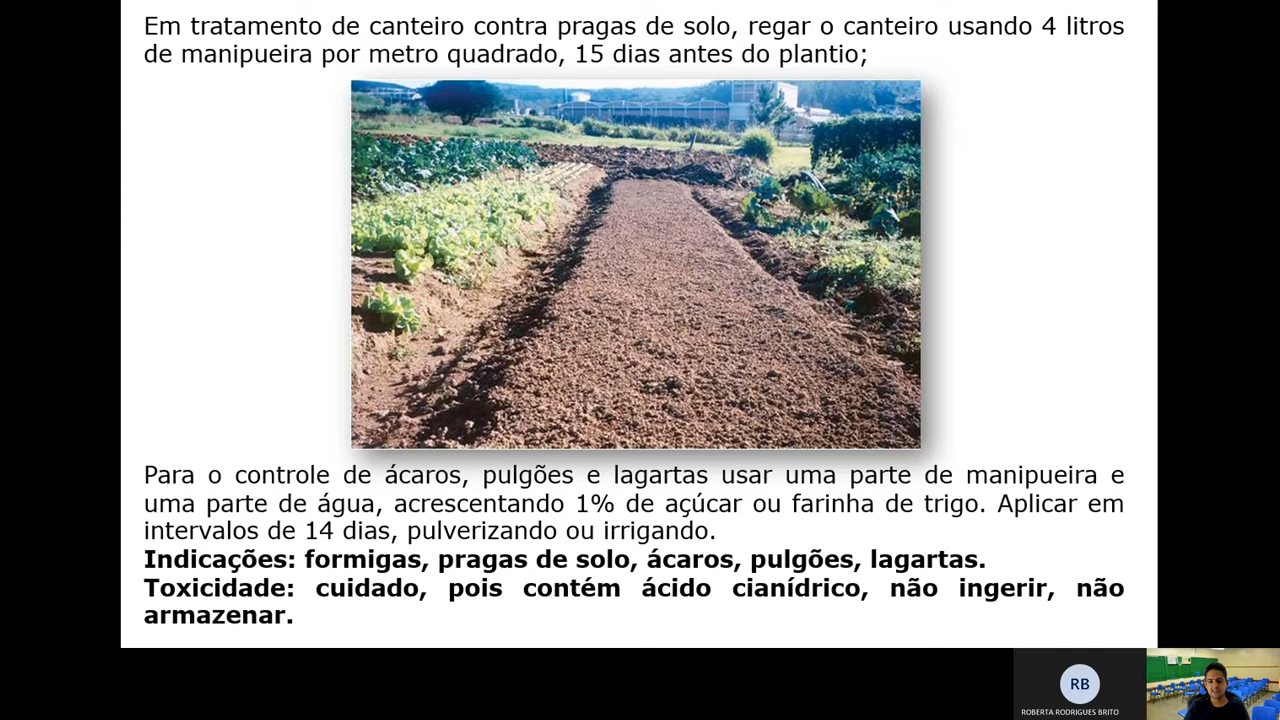 Em tratamento de canteiro contra pragas de solo, regar o canteiro usando 4 litros
de manipueira por metro quadrado, 15 dias antes do plantio;
Para o controle de ácaros, pulgões e lagartas usar uma parte de manipueira e
uma parte de água, acrescentando 1% de açúcar ou farinha de trigo. Aplicar em
intervalos de 14 dias, pulverizando ou irrigando.
Indicações: formigas, pragas de solo, ácaros, pulgões, lagartas.
Toxicidade: cuidado, pois contém ácido cianídrico, não ingerir, não
armazenar.
RB
ROBERTA RODRIGUES BRITO